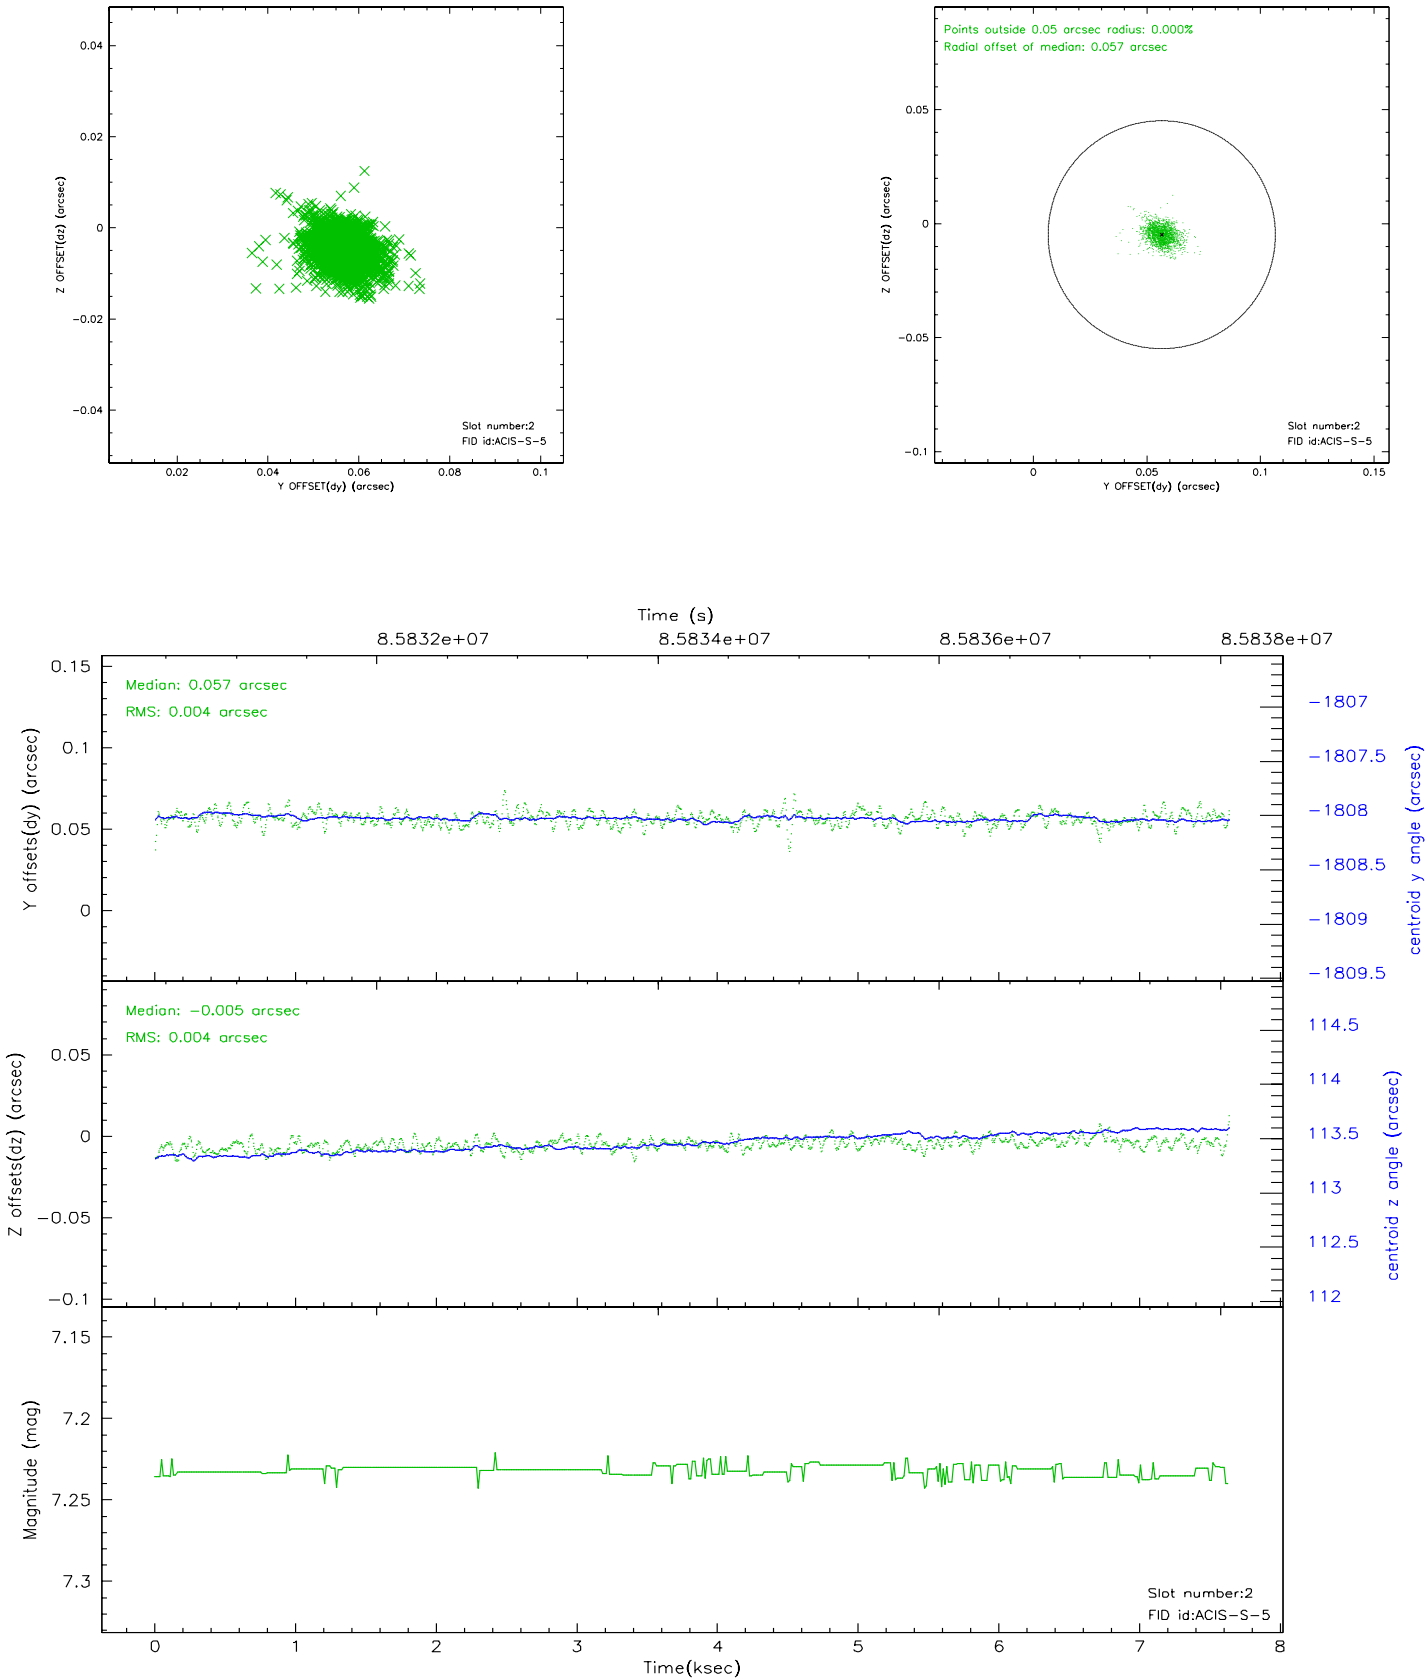 0.04
0.02
0
−0.02
−0.04
Z OFFSET(dz) (arcsec)
Slot number:2
FID id:ACIS−S−5
0.02 0.04 0.06 0.08 0.1
Y OFFSET(dy) (arcsec)
Points outside 0.05 arcsec radius: 0.000%
Radial offset of median: 0.057 arcsec
0.05
0
−0.05
−0.1
Z OFFSET(dz) (arcsec)
Slot number:2
FID id:ACIS−S−5
0 0.05 0.1 0.15
Y OFFSET(dy) (arcsec)
Time (s)
8.5832e+07 8.5834e+07 8.5836e+07 8.5838e+07
Median: 0.057 arcsec
RMS: 0.004 arcsec
0.15
0.1
0.05
0
Y offsets(dy) (arcsec)
−1807
−1807.5
−1808
−1808.5
−1809
−1809.5
centroid y angle (arcsec)
Median: −0.005 arcsec
RMS: 0.004 arcsec
0.05
0
−0.05
−0.1
Z offsets(dz) (arcsec)
114.5
114
113.5
113
112.5
112
centroid z angle (arcsec)
7.15
7.2
7.25
7.3
Magnitude (mag)
Slot number:2
FID id:ACIS−S−5
0 1 2 3 4 5 6 7 8
Time(ksec)